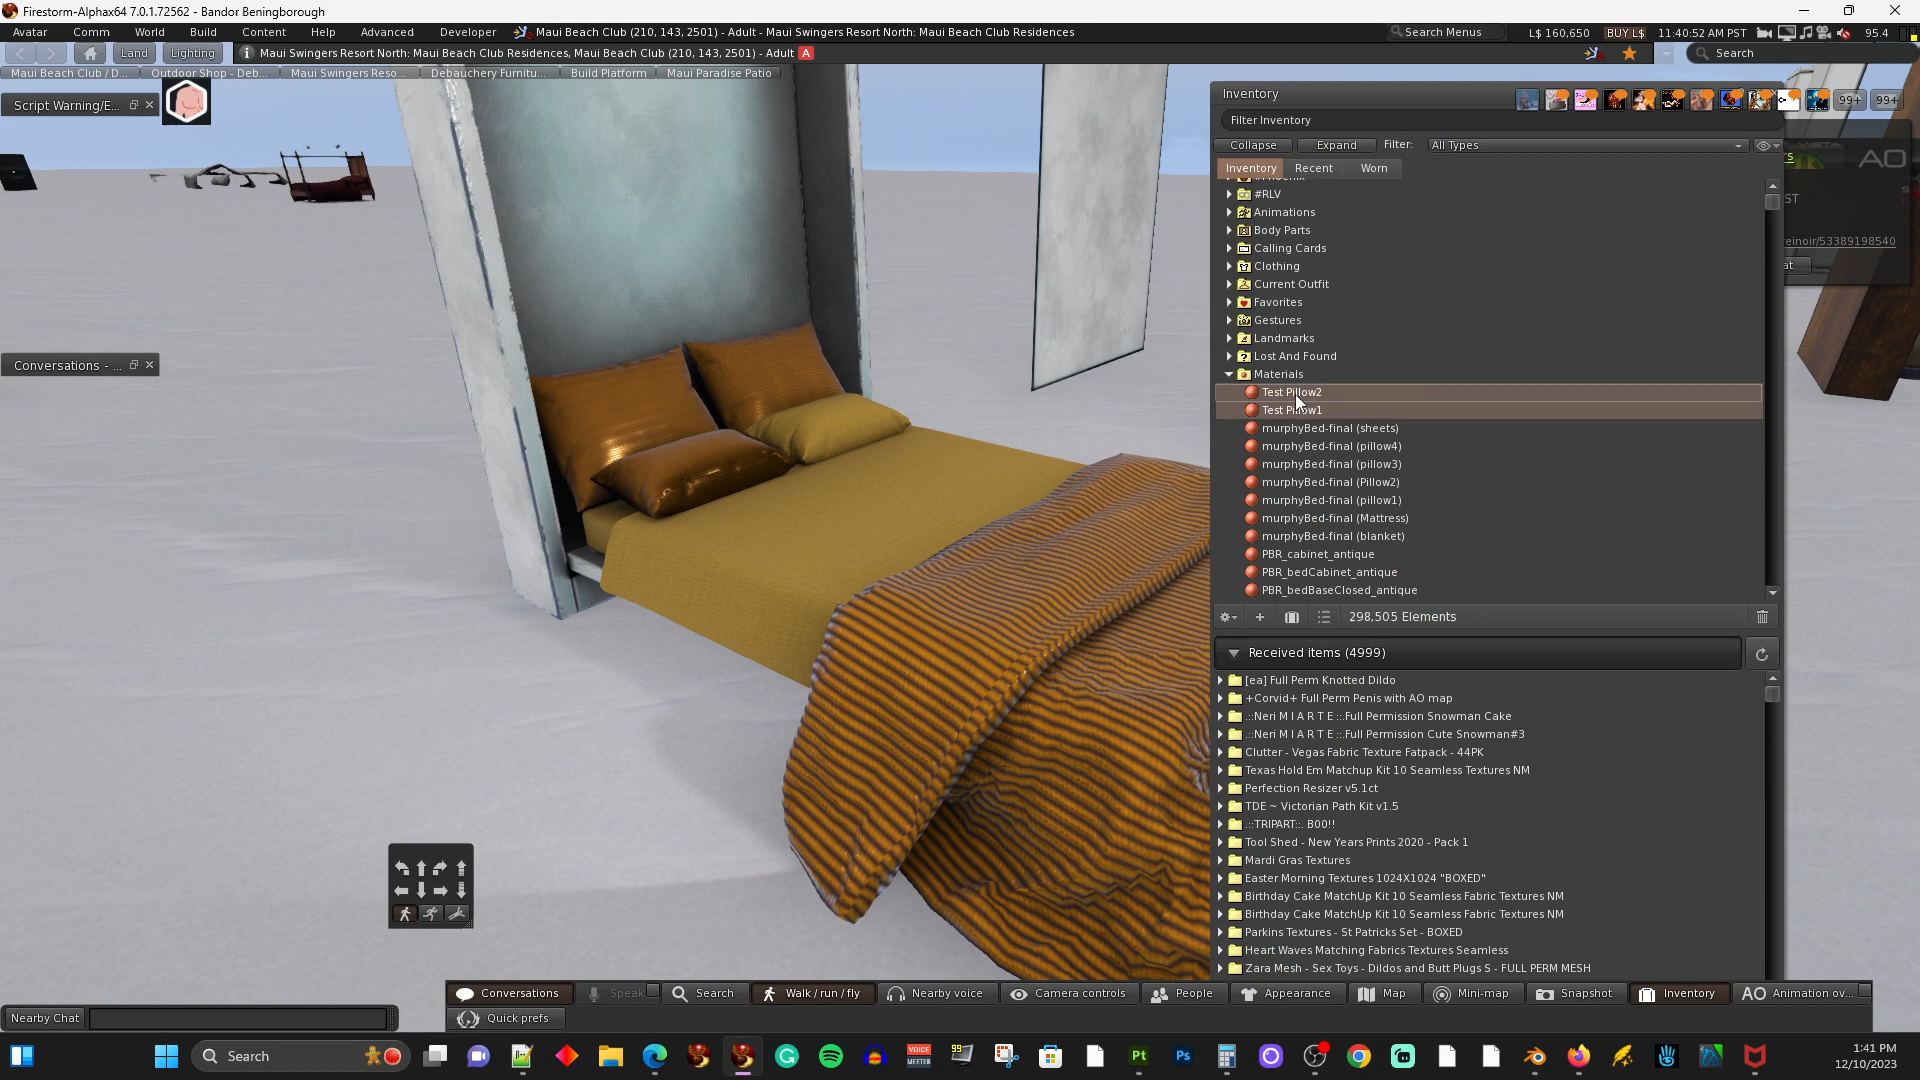 Firestorm-Alphax64 7.0.1.72562 - Bandor Beningborough
Avatar Comm World Build Content Help Advanced Developer Maui Beach Club (210, 143, 2501) - Adult - Maui Swingers Resort North: Maui Beach Club Residences Search Menus L$ 160,650 BUY L$ 11:40:52 AM PST 95.4
Land Lighting Maui Swingers Resort North: Maui Beach Club Residences, Maui Beach Club (210, 143, 2501) - Adult A Search
Maui Beach Club / D... Outdoor Shop - Deb... Maui Swingers Reso... Debauchery Furnitu... Build Platform Maui Paradise Patio
Script Warning/E...
Inventory
99+ 99+
Filter Inventory
Collapse Expand Filter: All Types
Inventory Recent Worn
#RLV
Animations
Body Parts
Calling Cards
Clothing
Current Outfit
Favorites
Gestures
Landmarks
Lost And Found
Materials
Test Pillow2
Test Pillow1
murphyBed-final (sheets)
murphyBed-final (pillow4)
murphyBed-final (pillow3)
murphyBed-final (Pillow2)
murphyBed-final (pillow1)
murphyBed-final (Mattress)
murphyBed-final (blanket)
PBR_cabinet_antique
PBR_bedCabinet_antique
PBR_bedBaseClosed_antique
298,505 Elements
VISTA AO
ST
einoir/53389198540
at
Conversations - ...
Received items (4999)
[ea] Full Perm Knotted Dildo
+Corvid+ Full Perm Penis with AO map
.::Neri M I A R T E ::.Full Permission Snowman Cake
.::Neri M I A R T E ::.Full Permission Cute Snowman#3
Clutter - Vegas Fabric Texture Fatpack - 44PK
Texas Hold Em Matchup Kit 10 Seamless Textures NM
Perfection Resizer v5.1ct
TDE ~ Victorian Path Kit v1.5
.::TRIPART::. B00!!
Tool Shed - New Years Prints 2020 - Pack 1
Mardi Gras Textures
Easter Morning Textures 1024X1024 "BOXED"
Birthday Cake MatchUp Kit 10 Seamless Fabric Textures NM
Birthday Cake MatchUp Kit 10 Seamless Fabric Textures NM
Parkins Textures - St Patricks Set - BOXED
Heart Waves Matching Fabrics Textures Seamless
Zara Mesh - Sex Toys - Dildos and Butt Plugs S - FULL PERM MESH
Conversations Speak Search Walk / run / fly Nearby voice Camera controls People Appearance Map Mini-map Snapshot Inventory AO Animation ov...
Nearby Chat Quick prefs
Search VOICE MEETER 99+ Pt Ps
1:41 PM
12/10/2023